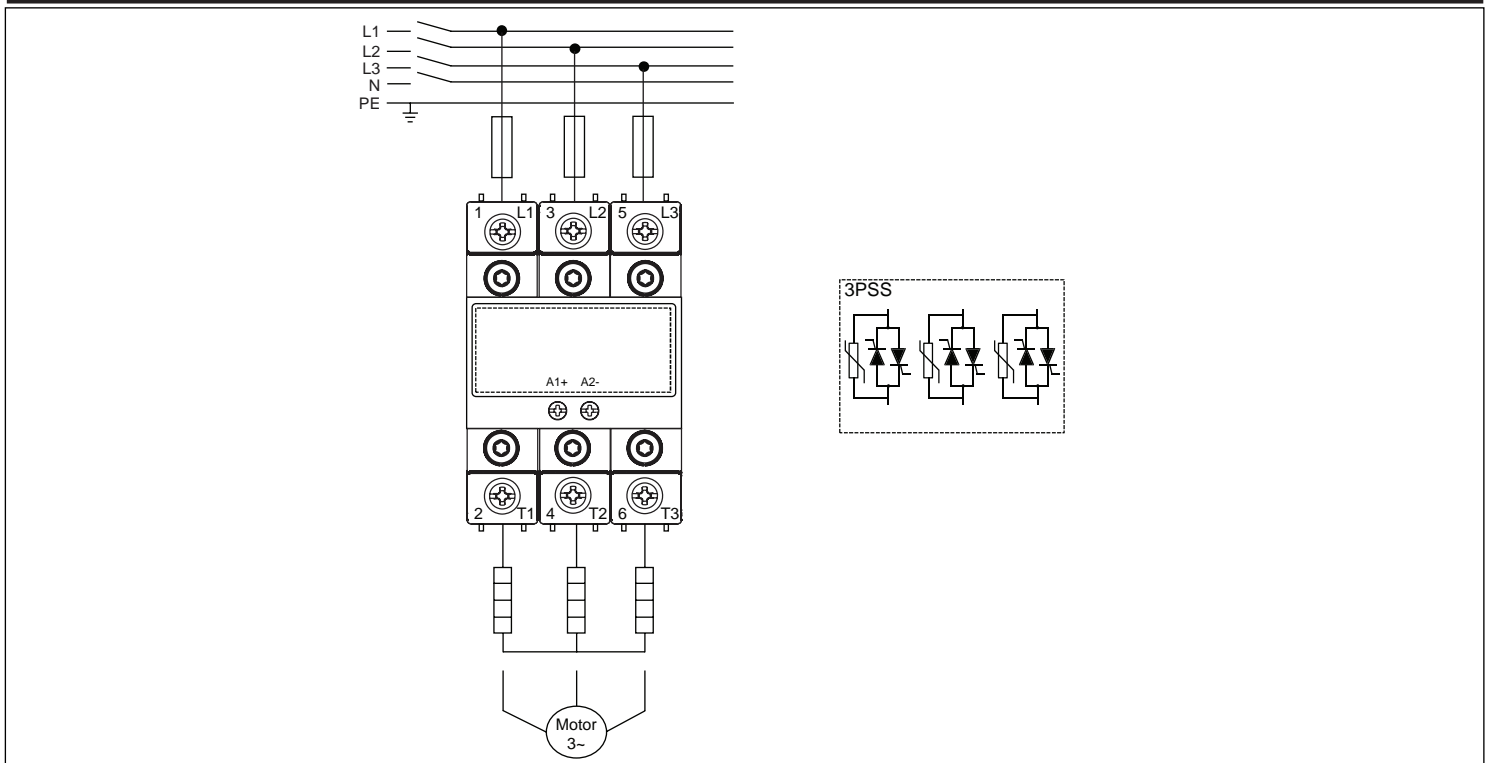 L1
L2
L3
N
PE
1 L1 3 L2 5 L3
3PSS
A1+ A2-
2 T1 4 T2 6 T3
Motor
3~